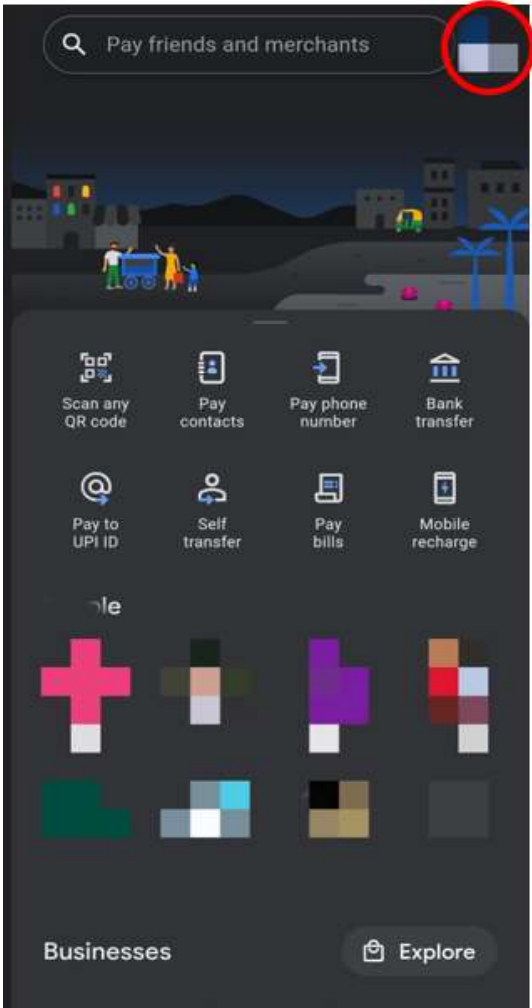 Pay friends and merchants
Scan any
QR code
Pay
contacts
Pay phone
number
Bank
transfer
Pay to
UPI ID
Self
transfer
Pay
bills
Mobile
recharge
Businesses
Explore